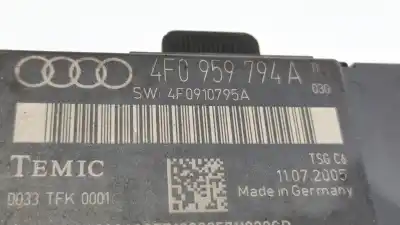 4F0 959 794 A H
030
SW: 4F0910795A
TEMIC
TSG C6
11.07.2005
0033 TFK 0001
Made in Germany